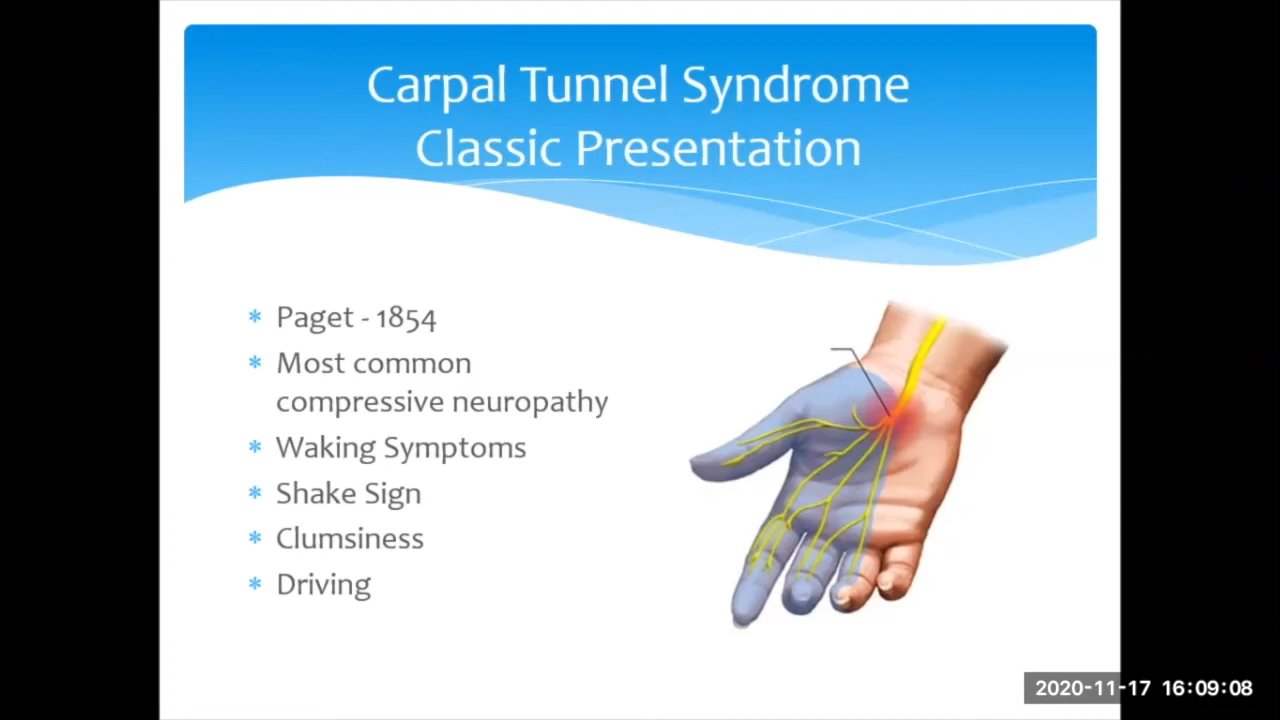 Carpal Tunnel Syndrome
Classic Presentation
* Paget - 1854
* Most common
compressive neuropathy
* Waking Symptoms
* Shake Sign
* Clumsiness
* Driving
2020-11-17 16:09:08